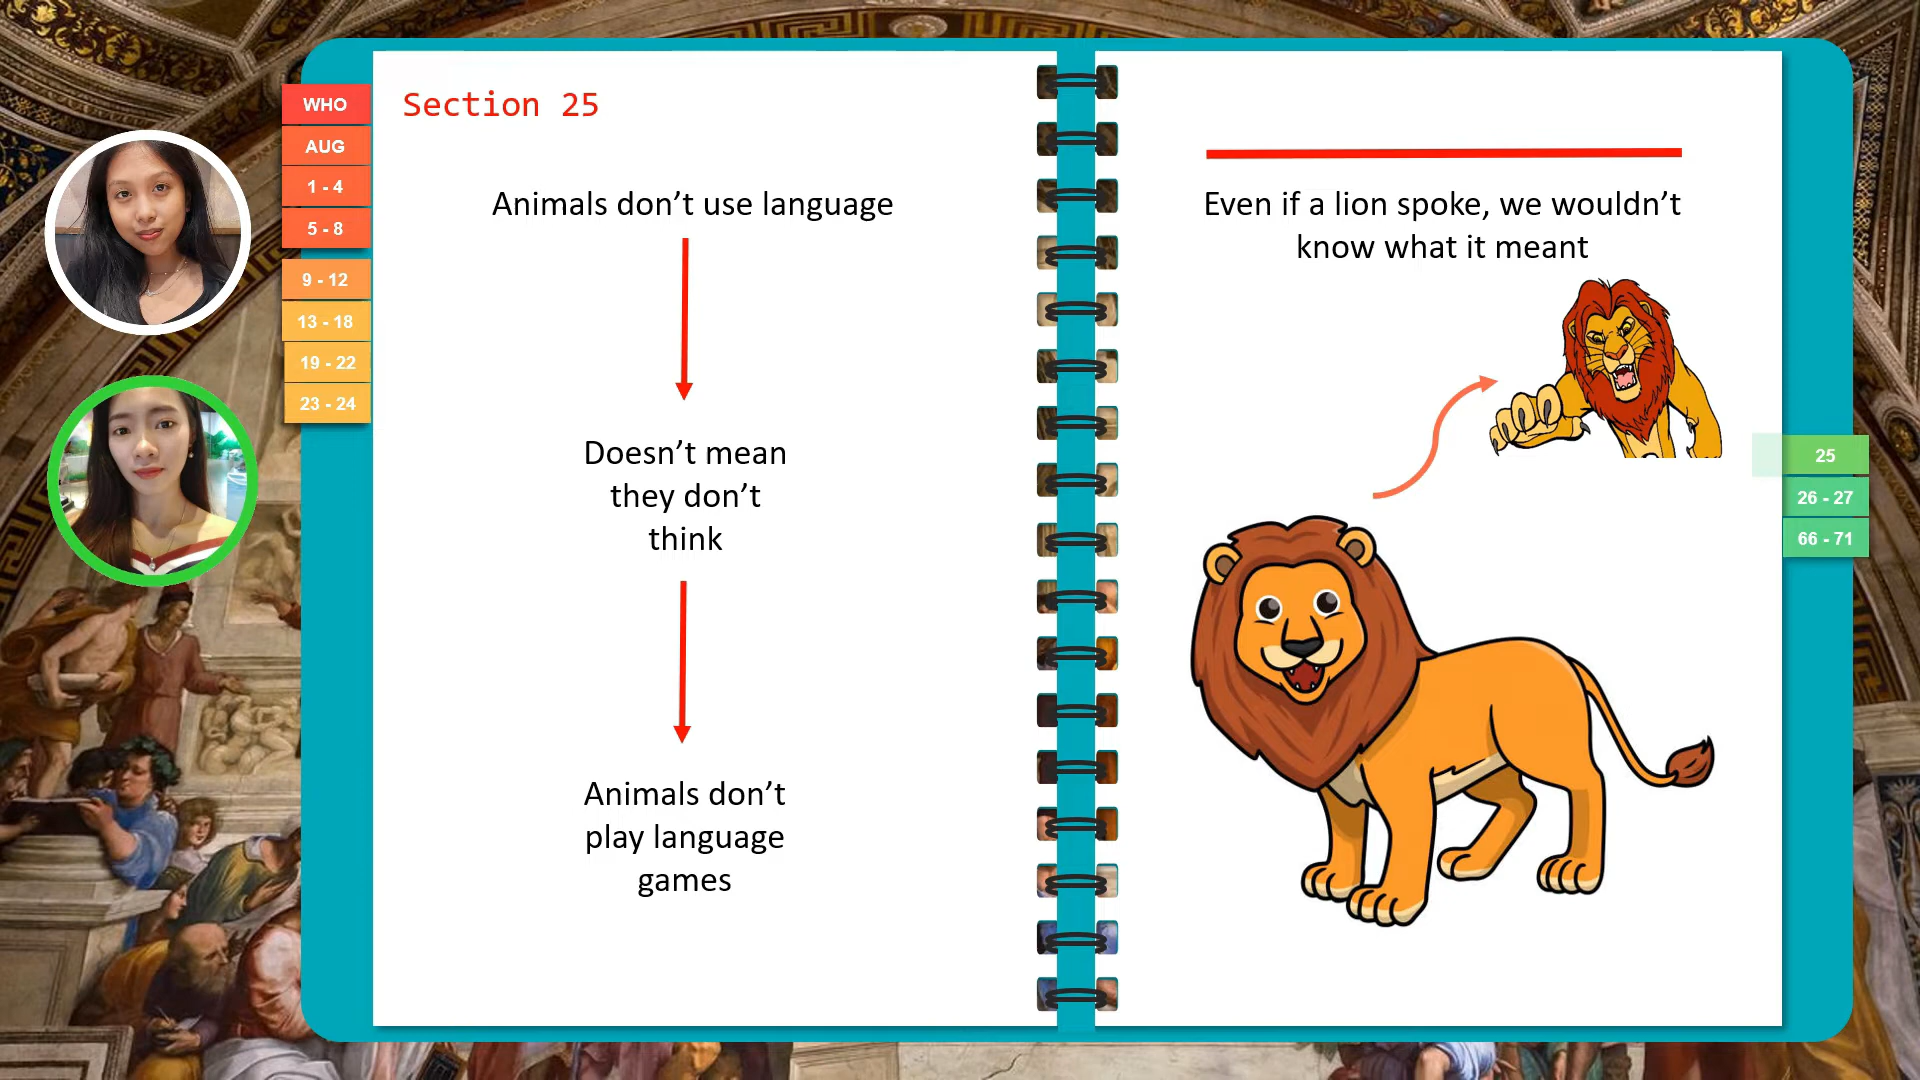 WHO
AUG
1 - 4
5 - 8
9 - 12
13 - 18
19 - 22
23 - 24
Section 25
Animals don’t use language
Doesn’t mean
they don’t
think
Animals don’t
play language
games
Even if a lion spoke, we wouldn’t
know what it meant
25
26 - 27
66 - 71